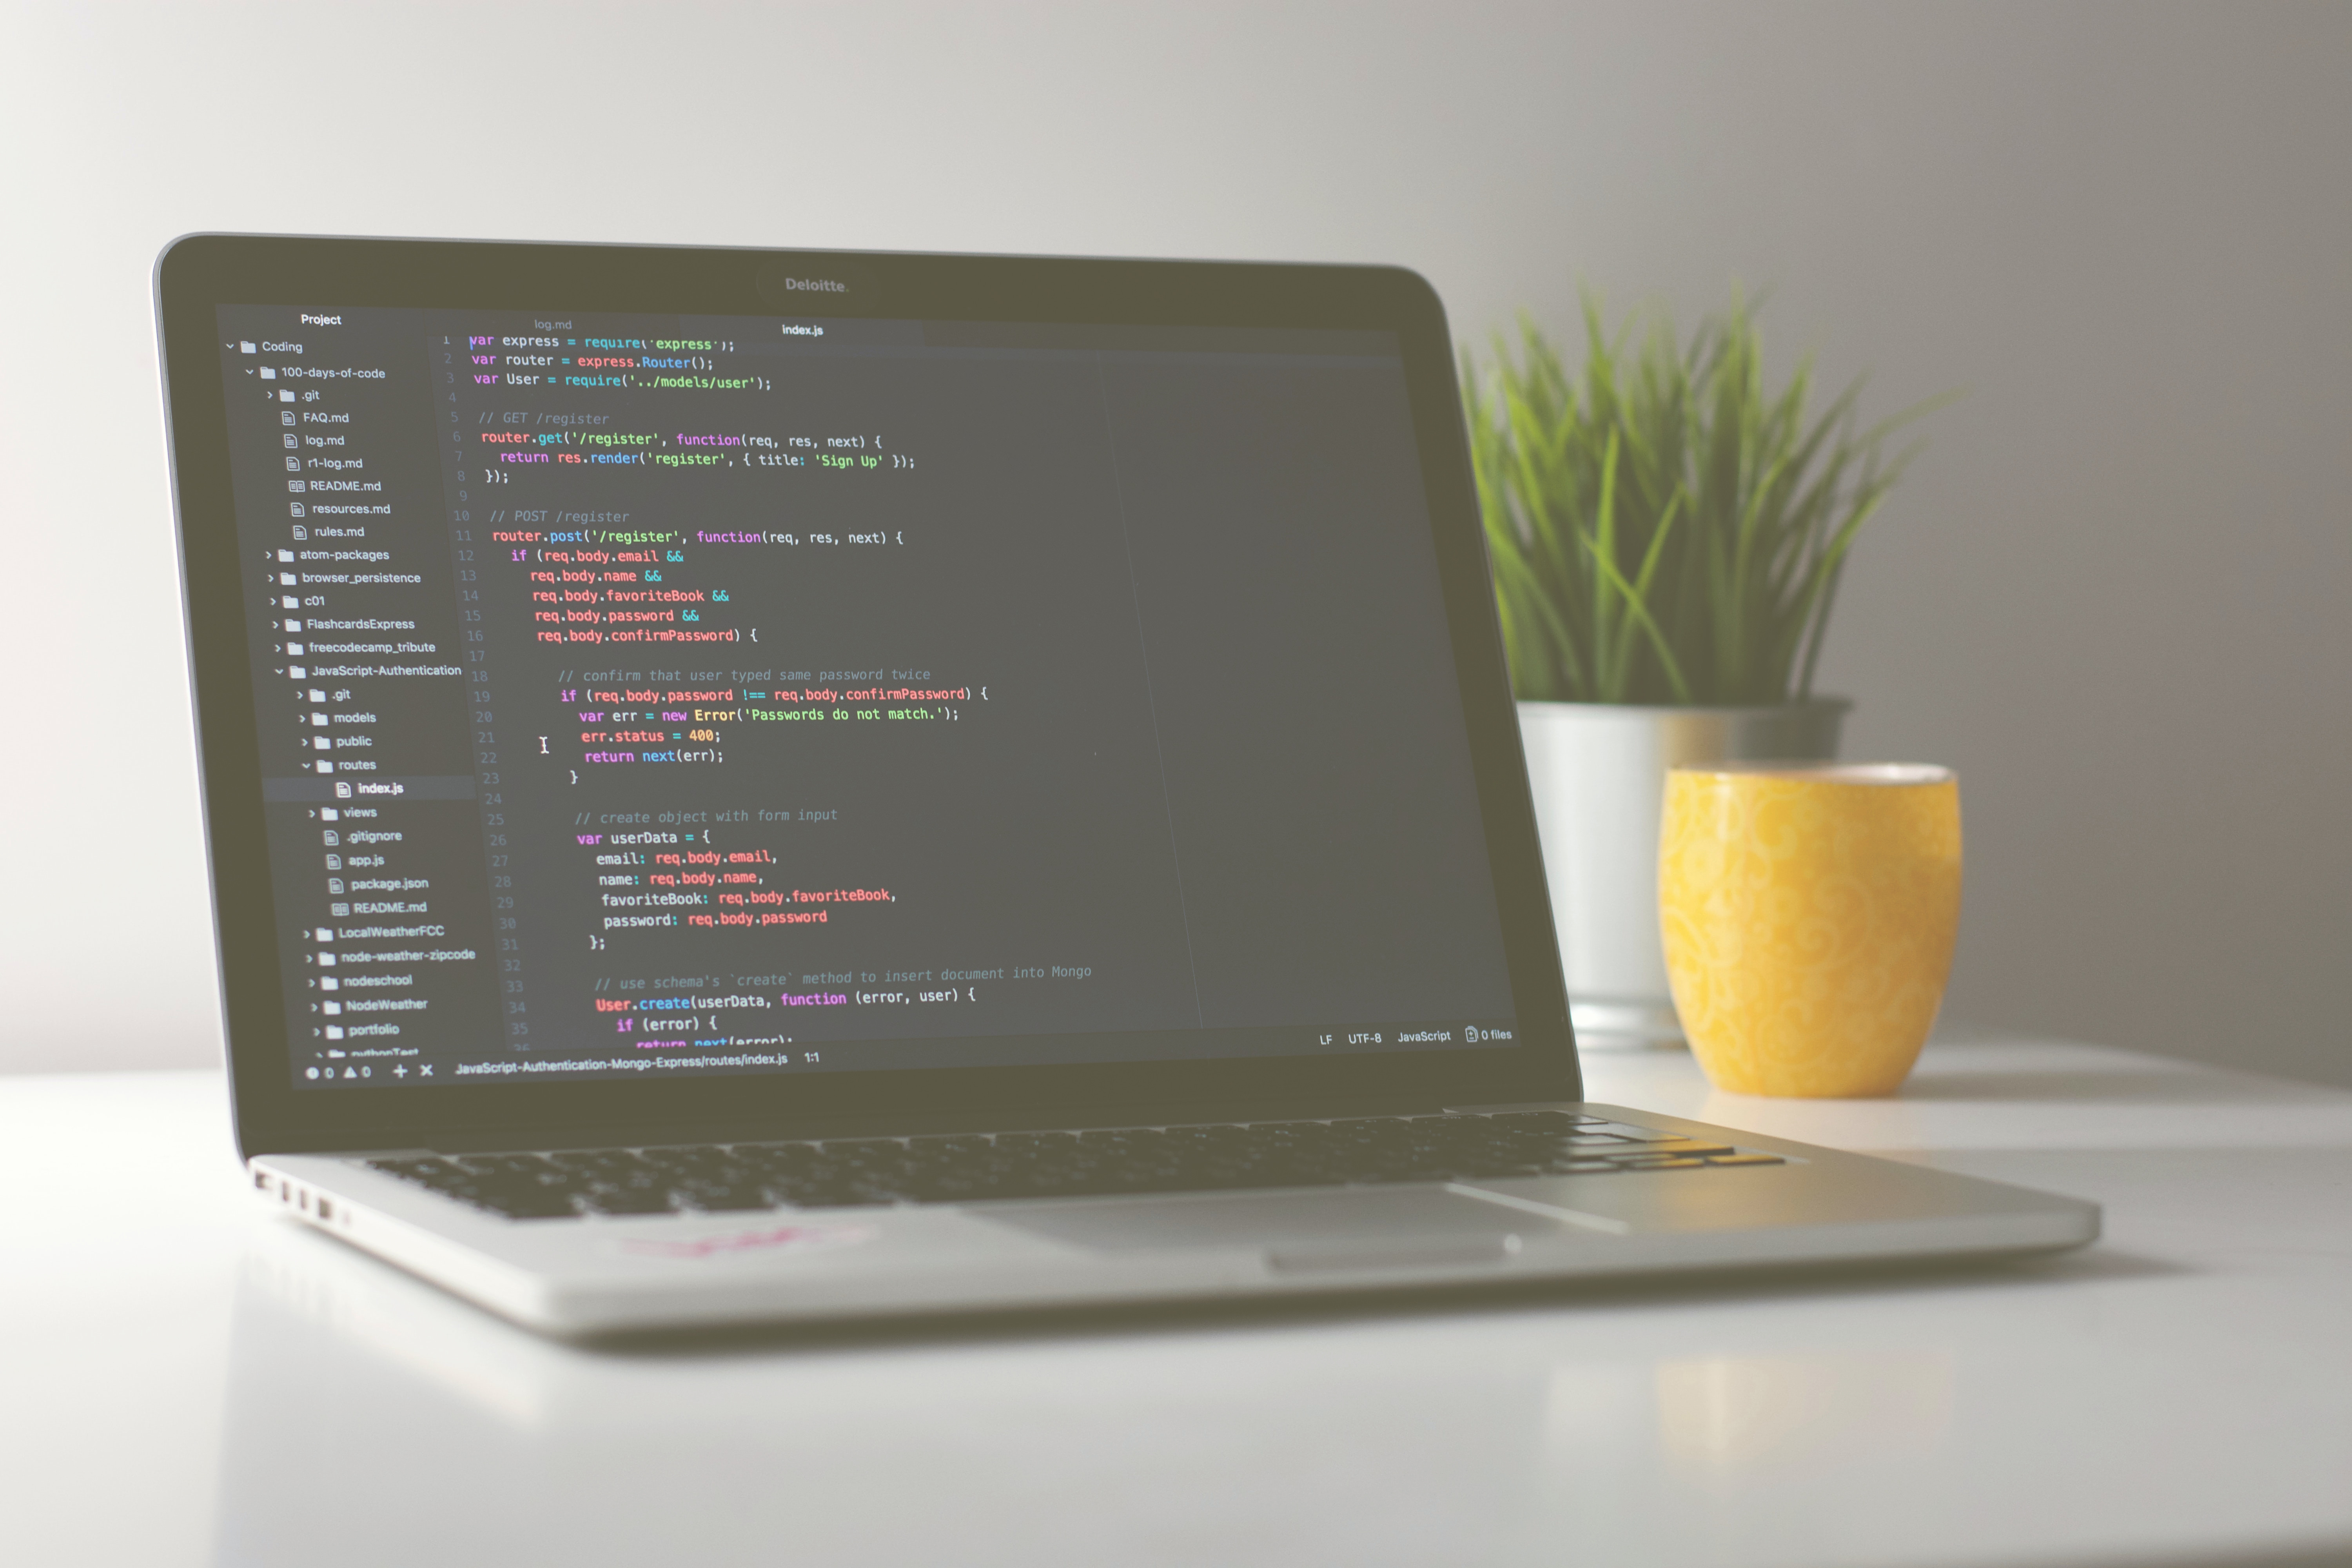 Deloitte.
Project
log.md
index.js
Coding
100-days-of-code
.git
FAQ.md
log.md
r1-log.md
README.md
resources.md
rules.md
atom-packages
browser_persistence
c01
FlashcardsExpress
freecodecamp_tribute
JavaScript-Authentication
.git
models
public
routes
index.js
views
.gitignore
app.js
package.json
README.md
LocalWeatherFCC
node-weather-zipcode
nodeschool
NodeWeather
portfolio
pythonTest
1 var express = require('express');
2 var router = express.Router();
3 var User = require('../models/user');
4
5 // GET /register
6 router.get('/register', function(req, res, next) {
7 return res.render('register', { title: 'Sign Up' });
8 });
9
10 // POST /register
11 router.post('/register', function(req, res, next) {
12 if (req.body.email &&
13 req.body.name &&
14 req.body.favoriteBook &&
15 req.body.password &&
16 req.body.confirmPassword) {
17
18 // confirm that user typed same password twice
19 if (req.body.password !== req.body.confirmPassword) {
20 var err = new Error('Passwords do not match.');
21 err.status = 400;
22 return next(err);
23 }
24
25 // create object with form input
26 var userData = {
27 email: req.body.email,
28 name: req.body.name,
29 favoriteBook: req.body.favoriteBook,
30 password: req.body.password
31 };
32
33 // use schema's `create` method to insert document into Mongo
34 User.create(userData, function (error, user) {
35 if (error) {
36 return next(error);
0 0 JavaScript-Authentication-Mongo-Express/routes/index.js 1:1 LF UTF-8 JavaScript 0 files